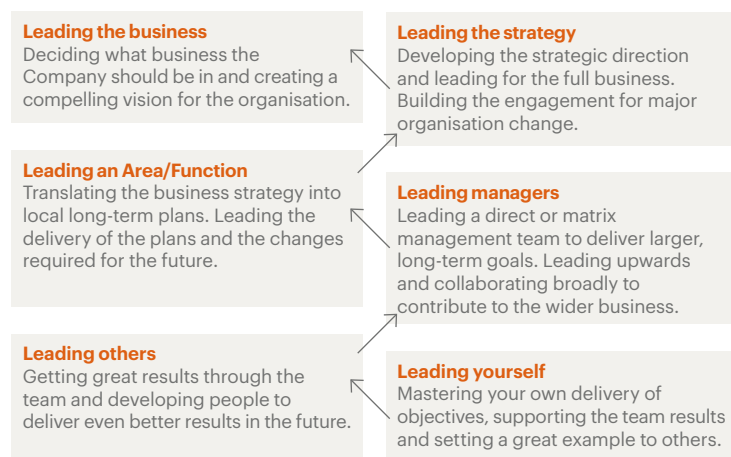 Leading the business
Deciding what business the
Company should be in and creating a
compelling vision for the organisation.
Leading the strategy
Developing the strategic direction
and leading for the full business.
Building the engagement for major
organisation change.
Leading an Area/Function
Translating the business strategy into
local long-term plans. Leading the
delivery of the plans and the changes
required for the future.
Leading managers
Leading a direct or matrix
management team to deliver larger,
long-term goals. Leading upwards
and collaborating broadly to
contribute to the wider business.
Leading others
Getting great results through the
team and developing people to
deliver even better results in the future.
Leading yourself
Mastering your own delivery of
objectives, supporting the team results
and setting a great example to others.